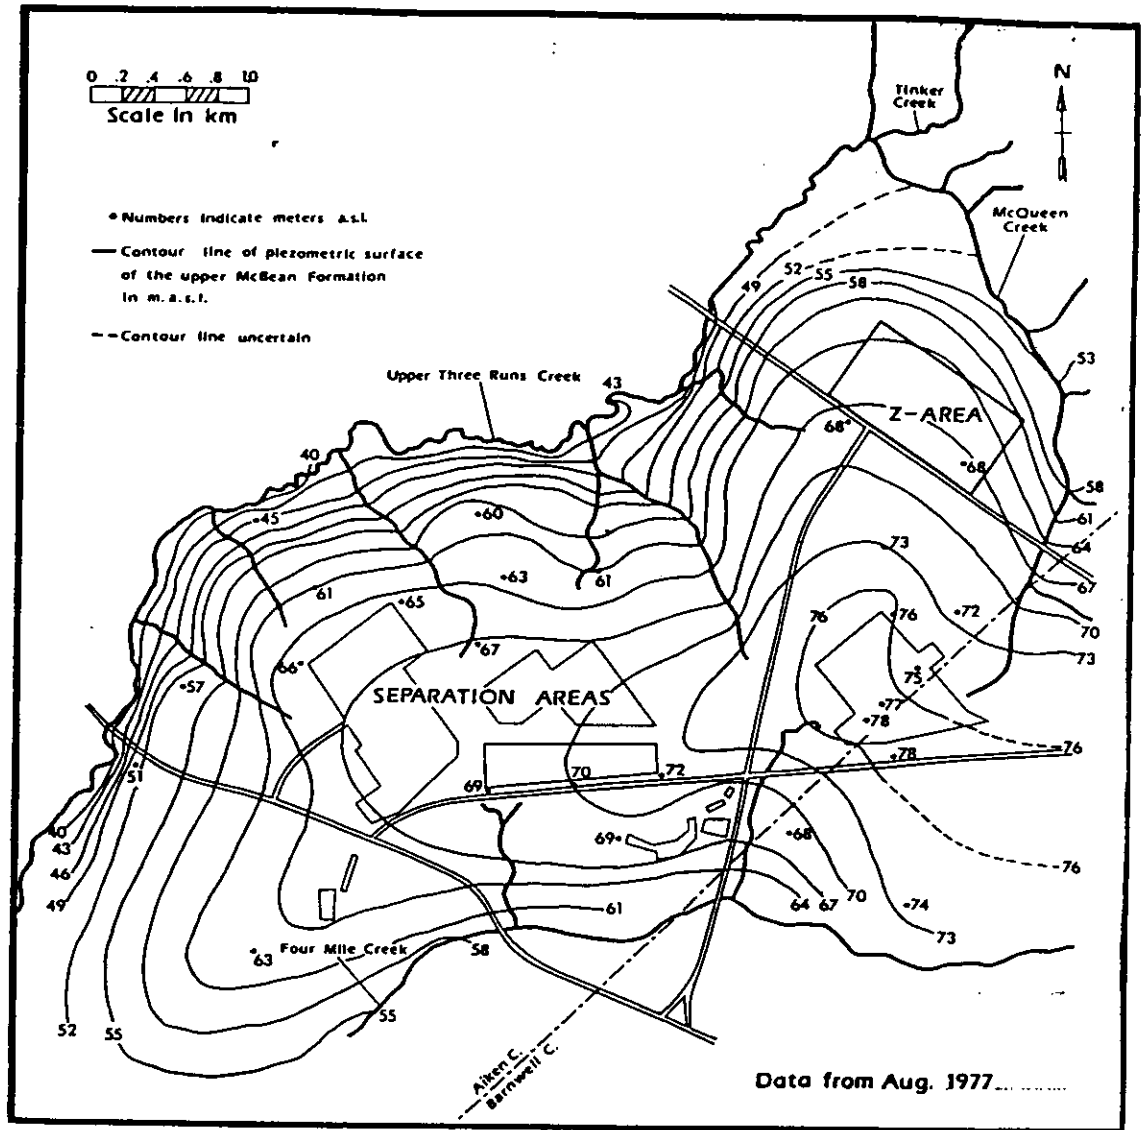 0 .2 .4 .6 .8 1.0
Scale in km
N
Tinker
Creek
McQueen
Creek
• Numbers indicate meters a.s.l.
Contour line of piezometric surface
of the upper McBean Formation
in m.a.s.l.
Contour line uncertain
49
52
55
58
53
Upper Three Runs Creek
43
68
Z-AREA
68
40
45
60
58
61
64
67
70
73
73
72
61
63
61
65
76
76
67
66
75
57
SEPARATION AREAS
77
78
78
76
51
69
70
72
40
43
46
49
69
68
76
61
64
67
70
74
73
63
Four Mile Creek
58
52
55
55
Aiken C.
Barnwell C.
Data from Aug. 1977